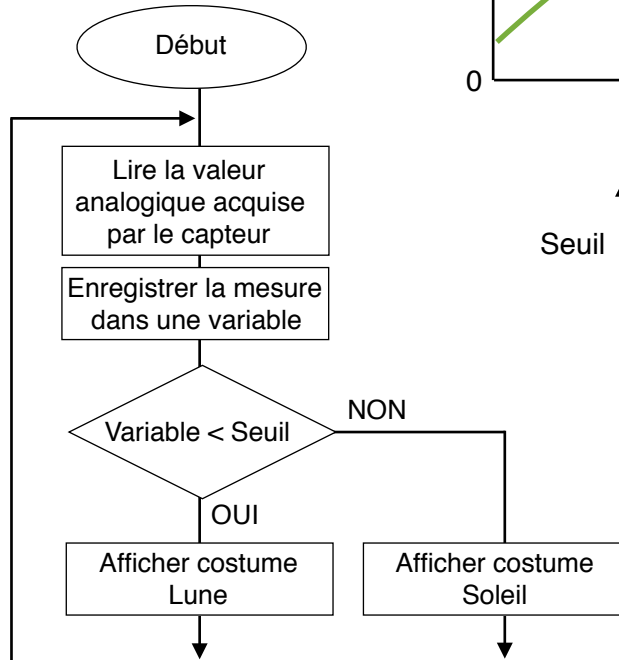 Début
0
Lire la valeur
analogique acquise
par le capteur
Seuil
Enregistrer la mesure
dans une variable
Variable < Seuil
NON
OUI
Afficher costume
Lune
Afficher costume
Soleil